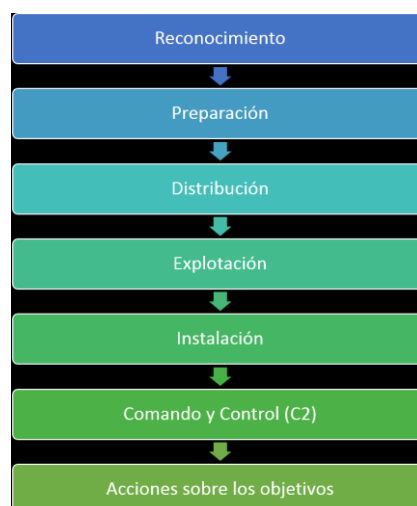 Reconocimiento
Preparación
Distribución
Explotación
Instalación
Comando y Control (C2)
Acciones sobre los objetivos